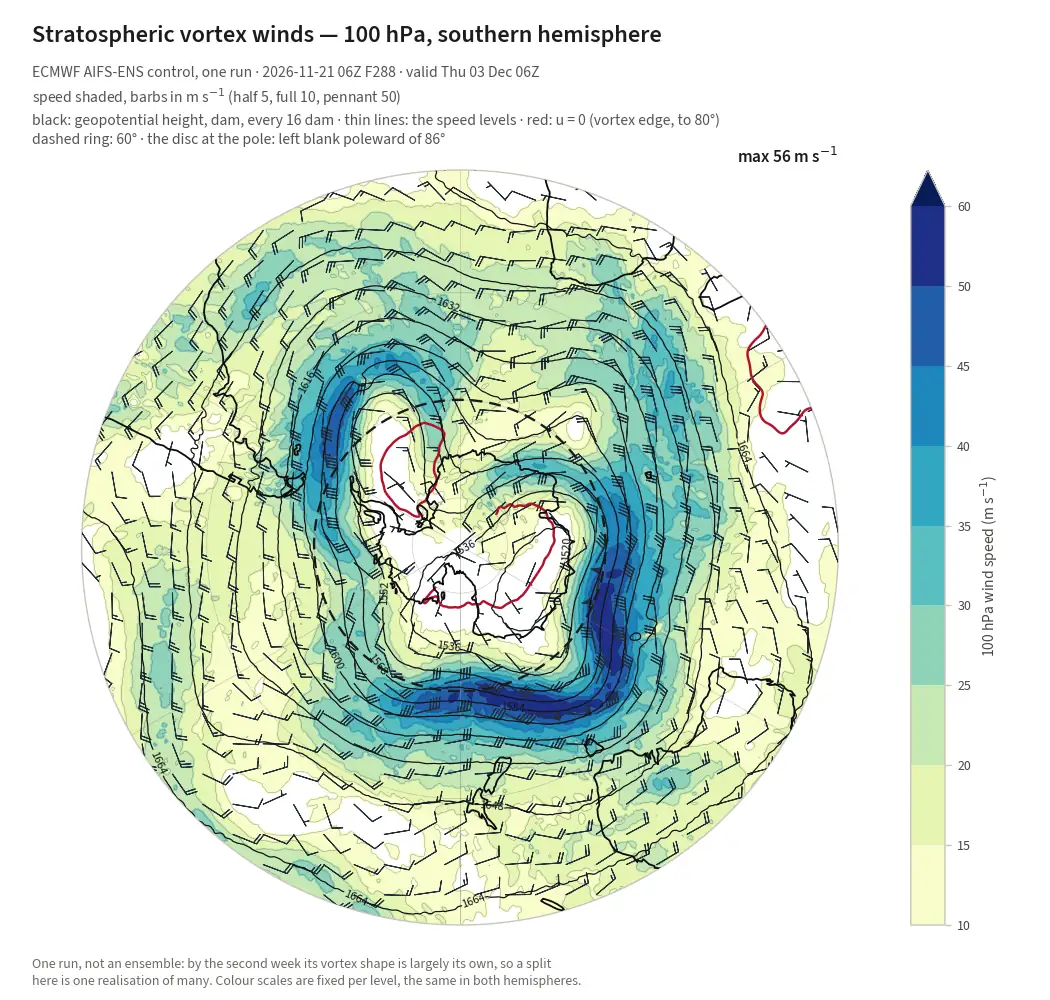 Stratospheric vortex winds — 100 hPa, southern hemisphere
ECMWF AIFS-ENS control, one run · 2026-11-21 06Z F288 · valid Thu 03 Dec 06Z
speed shaded, barbs in m s⁻¹ (half 5, full 10, pennant 50)
black: geopotential height, dam, every 16 dam · thin lines: the speed levels · red: u = 0 (vortex edge, to 80°)
dashed ring: 60° · the disc at the pole: left blank poleward of 86°
max 56 m s⁻¹
60
50
45
40
35
30
25
20
15
10
100 hPa wind speed (m s⁻¹)
1632
1616
1664
1536
1520
1552
1536
1600
1568
1584
1664
1648
1664
1664
One run, not an ensemble: by the second week its vortex shape is largely its own, so a split
here is one realisation of many. Colour scales are fixed per level, the same in both hemispheres.